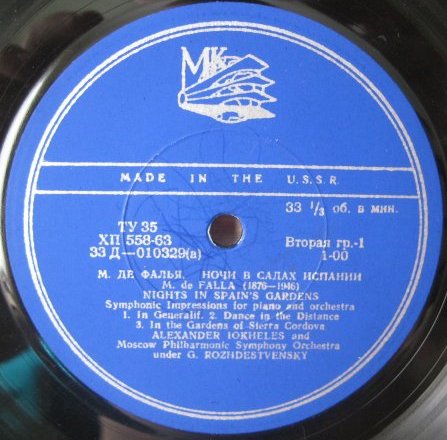 МК
MADE IN THE U.S.S.R.
33 1/3 об. в мин.
ТУ 35
ХП 558-63
33 Д—010329(а)
Вторая гр.-1
1-00
М. ДЕ ФАЛЬЯ. НОЧИ В САДАХ ИСПАНИИ
M. de FALLA (1876—1946)
NIGHTS IN SPAIN'S GARDENS
Symphonic Impressions for piano and orchestra
1. In Generalif. 2. Dance in the Distance
3. In the Gardens of Sierra Cordova
ALEXANDER IOKHELES and
Moscow Philharmonic Symphony Orchestra
under G. ROZHDESTVENSKY